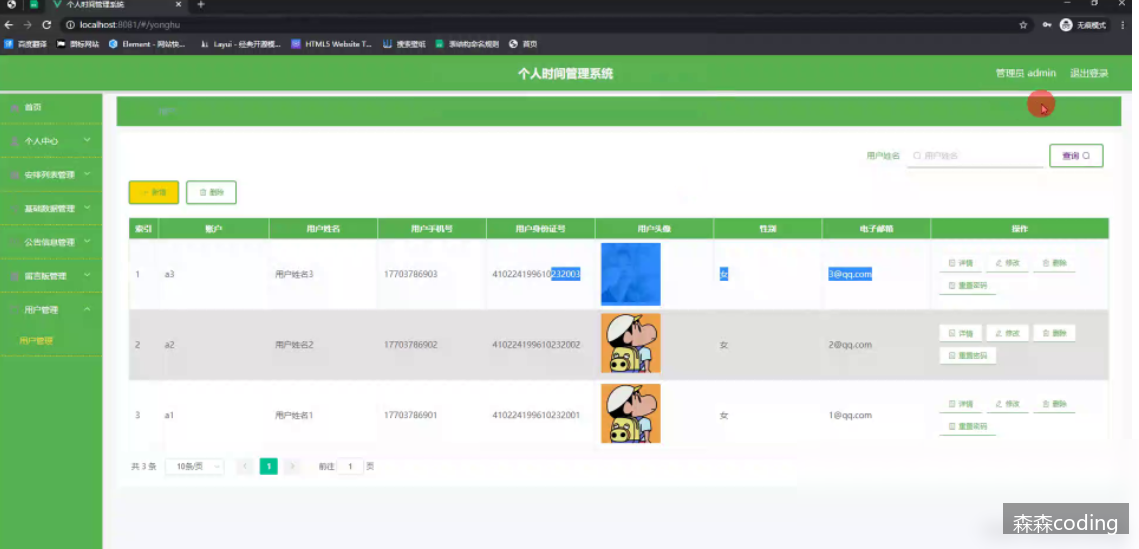 个人时间管理系统
localhost:8081/#/yonghu
无痕模式
百度翻译 图标网站 Element - 网站快... Layui - 经典开源模... HTML5 Website T... 搜索壁纸 驱动 首页
个人时间管理系统 管理员 admin 退出登录
首页
个人中心
安排列表管理
基础数据管理
公告信息管理
留言板管理
用户管理
用户管理
用户姓名 用户姓名 查询
新增 删除
索引 账户 用户姓名 用户手机号 用户身份证号 用户头像 性别 电子邮箱 操作
1 a3 用户姓名3 17703786903 410224199610232003 女 3@qq.com 详情 修改 删除
重置密码
2 a2 用户姓名2 17703786902 410224199610232002 女 2@qq.com 详情 修改 删除
重置密码
3 a1 用户姓名1 17703786901 410224199610232001 女 1@qq.com 详情 修改 删除
重置密码
共 3 条 10条/页 1 前往 1 页
森森coding